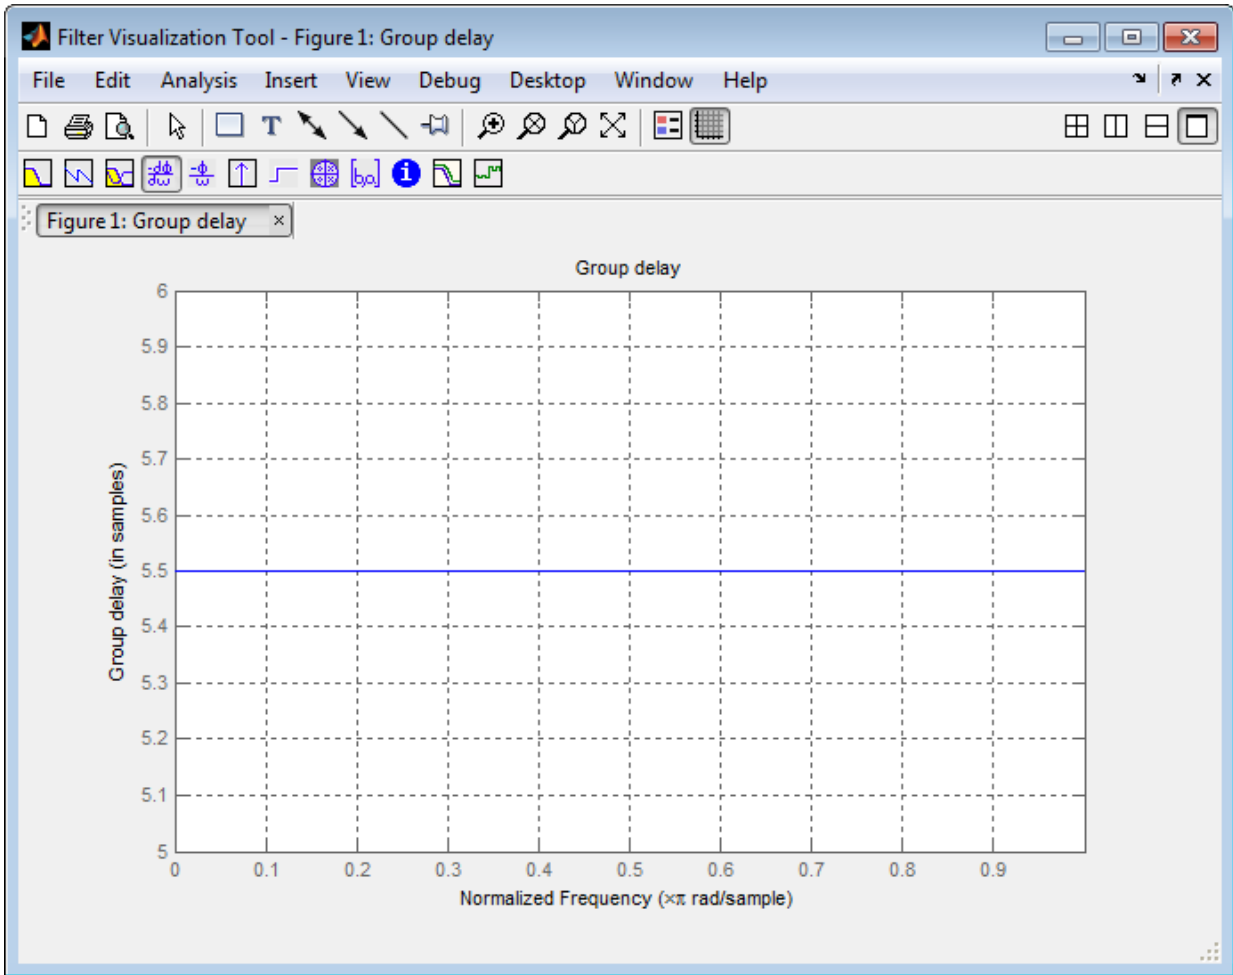 Filter Visualization Tool - Figure 1: Group delay
File Edit Analysis Insert View Debug Desktop Window Help
T
[b,a]
i
Figure 1: Group delay ×
Group delay
6
5.9
5.8
5.7
5.6
5.5
5.4
5.3
5.2
5.1
5
Group delay (in samples)
0 0.1 0.2 0.3 0.4 0.5 0.6 0.7 0.8 0.9
Normalized Frequency (×π rad/sample)